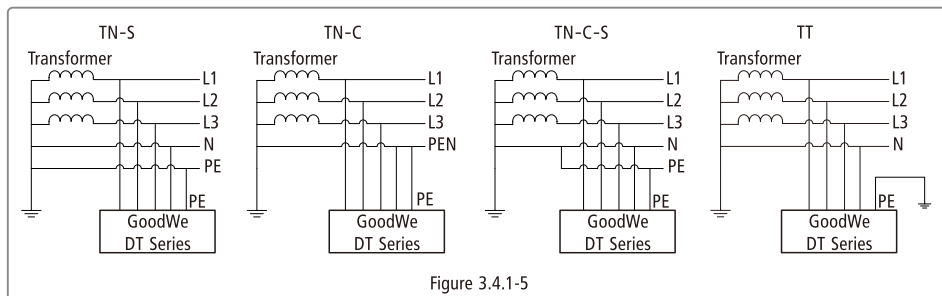 TN-S
Transformer
L1
L2
L3
N
PE
PE
GoodWe
DT Series
TN-C
Transformer
L1
L2
L3
PEN
PE
GoodWe
DT Series
TN-C-S
Transformer
L1
L2
L3
N
PE
PE
GoodWe
DT Series
TT
Transformer
L1
L2
L3
N
PE
GoodWe
DT Series
Figure 3.4.1-5